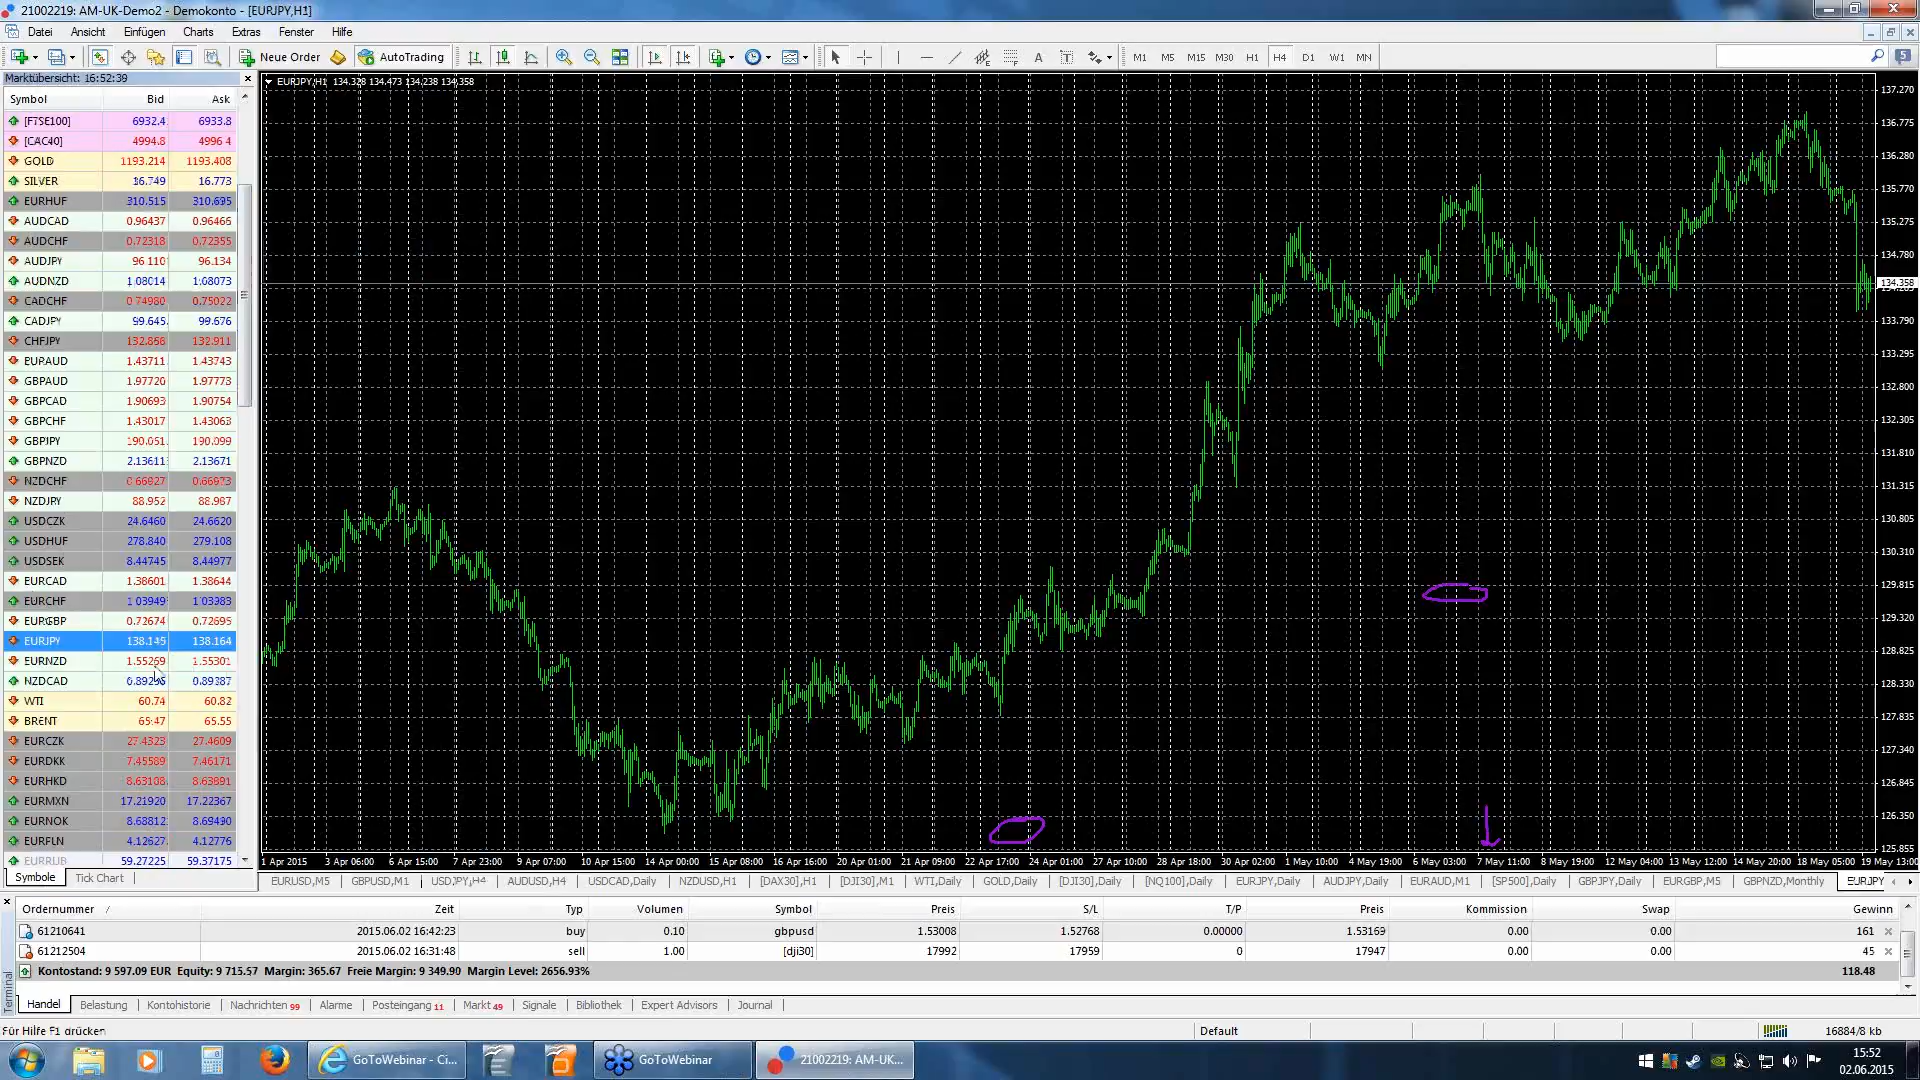 21002219: AM-UK-Demo2 - Demokonto - [EURJPY,H1]
Datei Ansicht Einfügen Charts Extras Fenster Hilfe
Neue Order AutoTrading A T M1 M5 M15 M30 H1 H4 D1 W1 MN 5
Marktübersicht: 16:52:39
EURJPY,H1 134.328 134.473 134.238 134.358
Symbol Bid Ask
[FTSE100] 6932.4 6933.8
[CAC40] 4994.8 4996.4
GOLD 1193.214 1193.408
SILVER 16.749 16.773
EURHUF 310.515 310.695
AUDCAD 0.96437 0.96465
AUDCHF 0.72318 0.72355
AUDJPY 96.110 96.134
AUDNZD 1.08014 1.08073
CADCHF 0.74980 0.75022
CADJPY 99.645 99.676
CHFJPY 132.856 132.911
EURAUD 1.43711 1.43743
GBPAUD 1.97720 1.97773
GBPCAD 1.90693 1.90754
GBPCHF 1.43017 1.43063
GBPJPY 190.051 190.099
GBPNZD 2.13611 2.13671
NZDCHF 0.66927 0.66973
NZDJPY 88.952 88.987
USDCZK 24.6460 24.6620
USDHUF 278.840 279.108
USDSEK 8.44745 8.44977
EURCAD 1.38601 1.38644
EURCHF 1.03949 1.03983
EURGBP 0.72674 0.72695
EURJPY 138.145 138.164
EURNZD 1.55269 1.55301
NZDCAD 0.89387
WTI 60.74 60.82
BRENT 65.47 65.55
EURCZK 27.4323 27.4609
EURDKK 7.45589 7.46171
EURHKD 8.63108 8.63891
EURMXN 17.21920 17.22367
EURNOK 8.68812 8.69490
EURPLN 4.12627 4.12776
EURRUB 59.27225 59.37175
Symbole Tick Chart
137.270
136.775
136.280
135.770
135.275
134.780
134.358
133.790
133.295
132.800
132.305
131.810
131.315
130.805
130.310
129.815
129.320
128.825
128.330
127.835
127.340
126.845
126.350
125.855
1 Apr 2015 3 Apr 06:00 6 Apr 15:00 7 Apr 23:00 9 Apr 07:00 10 Apr 15:00 14 Apr 00:00 15 Apr 08:00 16 Apr 16:00 20 Apr 01:00 21 Apr 09:00 22 Apr 17:00 24 Apr 01:00 27 Apr 10:00 28 Apr 18:00 30 Apr 02:00 1 May 10:00 4 May 19:00 6 May 03:00 7 May 11:00 8 May 19:00 12 May 04:00 13 May 12:00 14 May 20:00 18 May 05:00 19 May 13:00
EURUSD,M5 GBPUSD,M1 USDJPY,H4 AUDUSD,H4 USDCAD,Daily NZDUSD,H1 [DAX30],H1 [DJI30],M1 WTI,Daily GOLD,Daily [DJI30],Daily [NQ100],Daily EURJPY,Daily AUDJPY,Daily EURAUD,M1 [SP500],Daily GBPJPY,Daily EURGBP,M5 GBPNZD,Monthly EURJPY
Ordernummer Zeit Typ Volumen Symbol Preis S/L T/P Preis Kommission Swap Gewinn
61210641 2015.06.02 16:42:23 buy 0.10 gbpusd 1.53008 1.52768 0.00000 1.53169 0.00 0.00 161
61212504 2015.06.02 16:31:48 sell 1.00 [dji30] 17992 17959 0 17947 0.00 0.00 45
Kontostand: 9 597.09 EUR Equity: 9 715.57 Margin: 365.67 Freie Margin: 9 349.90 Margin Level: 2656.93% 118.48
Terminal
Handel Belastung Kontohistorie Nachrichten 99 Alarme Posteingang 11 Markt 49 Signale Bibliothek Expert Advisors Journal
Für Hilfe F1 drücken Default 16884/8 kb
GoToWebinar - Ci... GoToWebinar 21002219: AM-UK... 15:52
02.06.2015